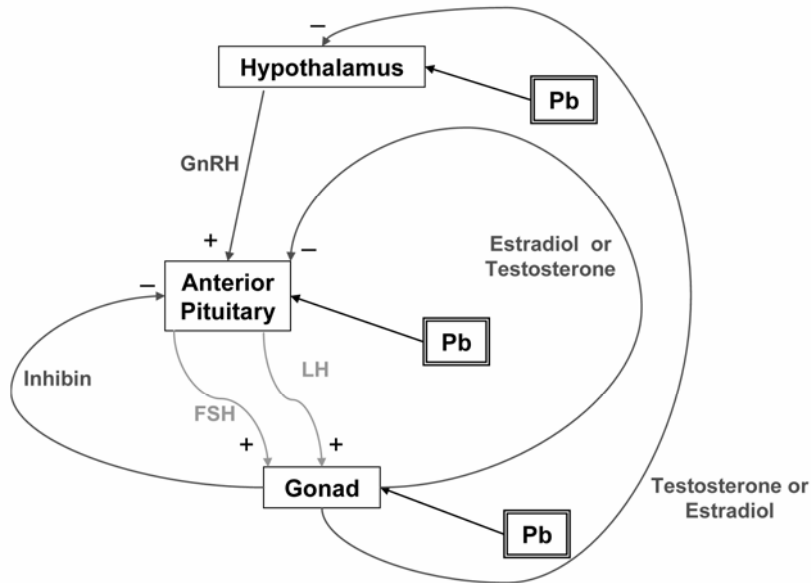 –
Hypothalamus
Pb
GnRH
+
–
Estradiol or
Testosterone
–
Anterior
Pituitary
Pb
LH
Inhibin
FSH
+
+
Gonad
Testosterone or
Estradiol
Pb